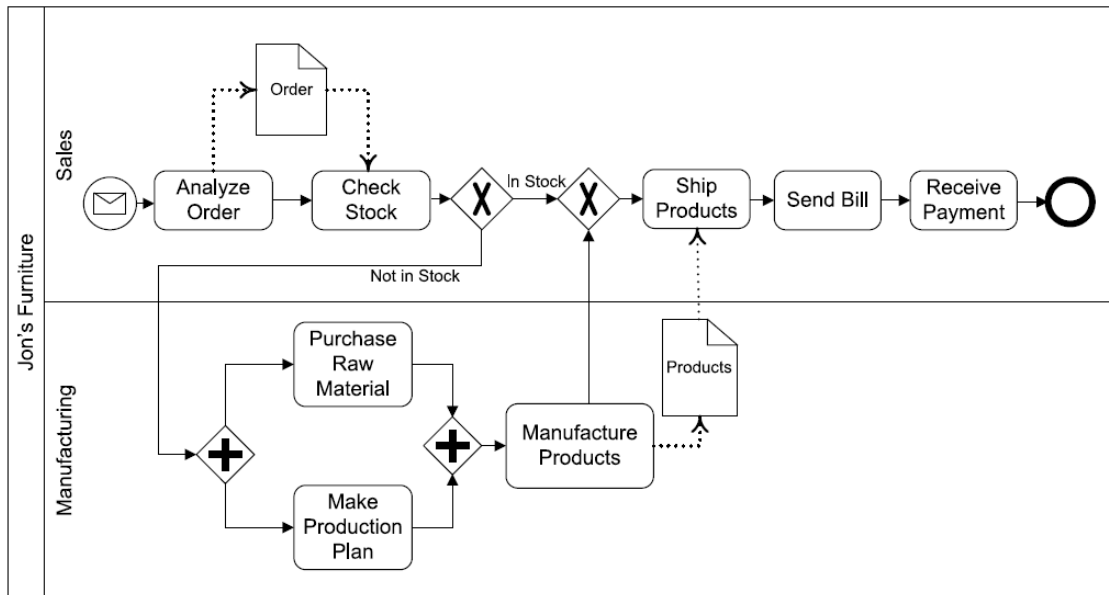 Jon's Furniture
Sales
Order
Analyze
Order
Check
Stock
In Stock
Not in Stock
Ship
Products
Send Bill
Receive
Payment
Manufacturing
Purchase
Raw
Material
Make
Production
Plan
Manufacture
Products
Products